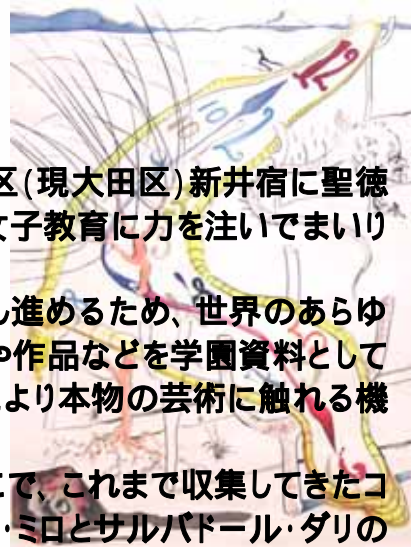 12
10
区(現大田区)新井宿に聖徳
女子教育に力を注いでまいり
し進めるため、世界のあらゆ
や作品などを学園資料として
より本物の芸術に触れる機
で、これまで収集してきたコ
・ミロとサルバドール・ダリの